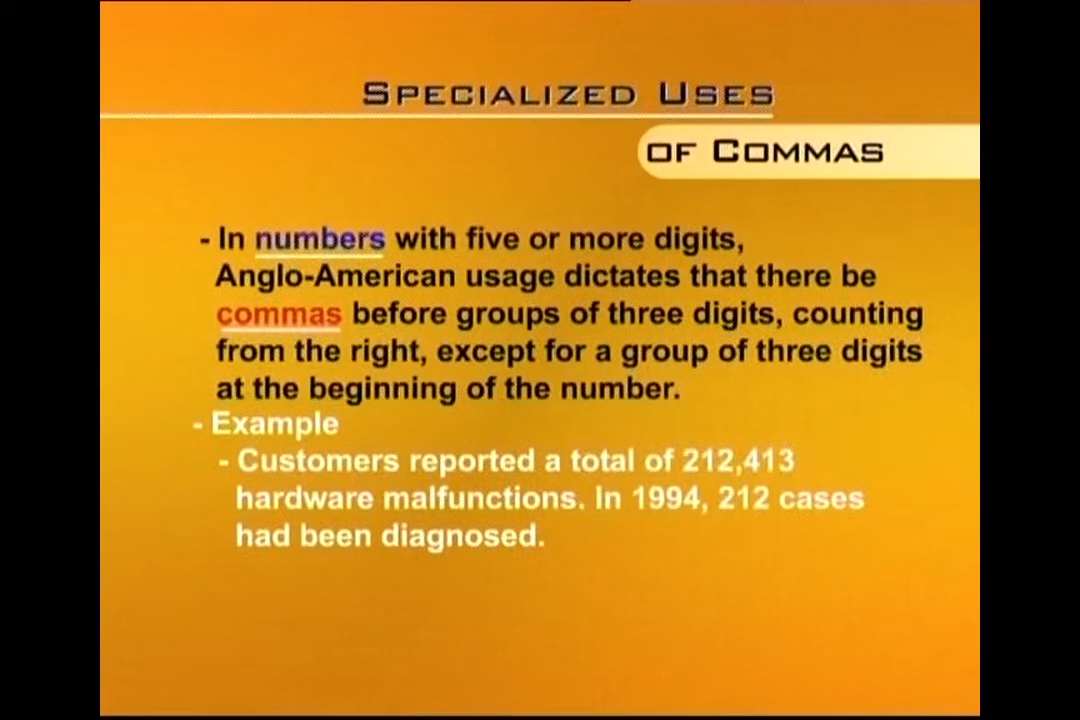 SPECIALIZED USES
OF COMMAS
- In numbers with five or more digits,
Anglo-American usage dictates that there be
commas before groups of three digits, counting
from the right, except for a group of three digits
at the beginning of the number.
- Example
- Customers reported a total of 212,413
hardware malfunctions. In 1994, 212 cases
had been diagnosed.